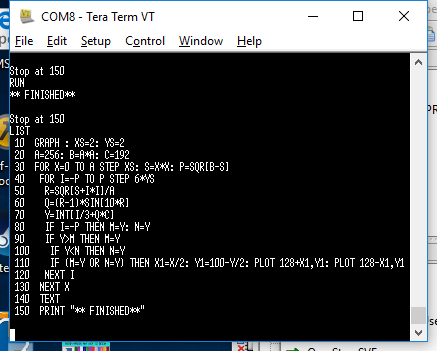 COM8 - Tera Term VT
File Edit Setup Control Window Help
Stop at 150
RUN
** FINISHED**
Stop at 150
LIST
10 GRAPH : XS=2: YS=2
20 A=256: B=A*A: C=192
30 FOR X=0 TO A STEP XS: S=X*X: P=SQR[B-S]
40 FOR I=-P TO P STEP 6*YS
50 R=SQR[S+I*I]/A
60 Q=(R-1)*SIN[10*R]
70 Y=INT[I/3+Q*C]
80 IF I=-P THEN M=Y: N=Y
90 IF Y>M THEN M=Y
100 IF Y<N THEN N=Y
110 IF (M=Y OR N=Y) THEN X1=X/2: Y1=100-Y/2: PLOT 128+X1,Y1: PLOT 128-X1,Y1
120 NEXT I
130 NEXT X
140 TEXT
150 PRINT "** FINISHED**"